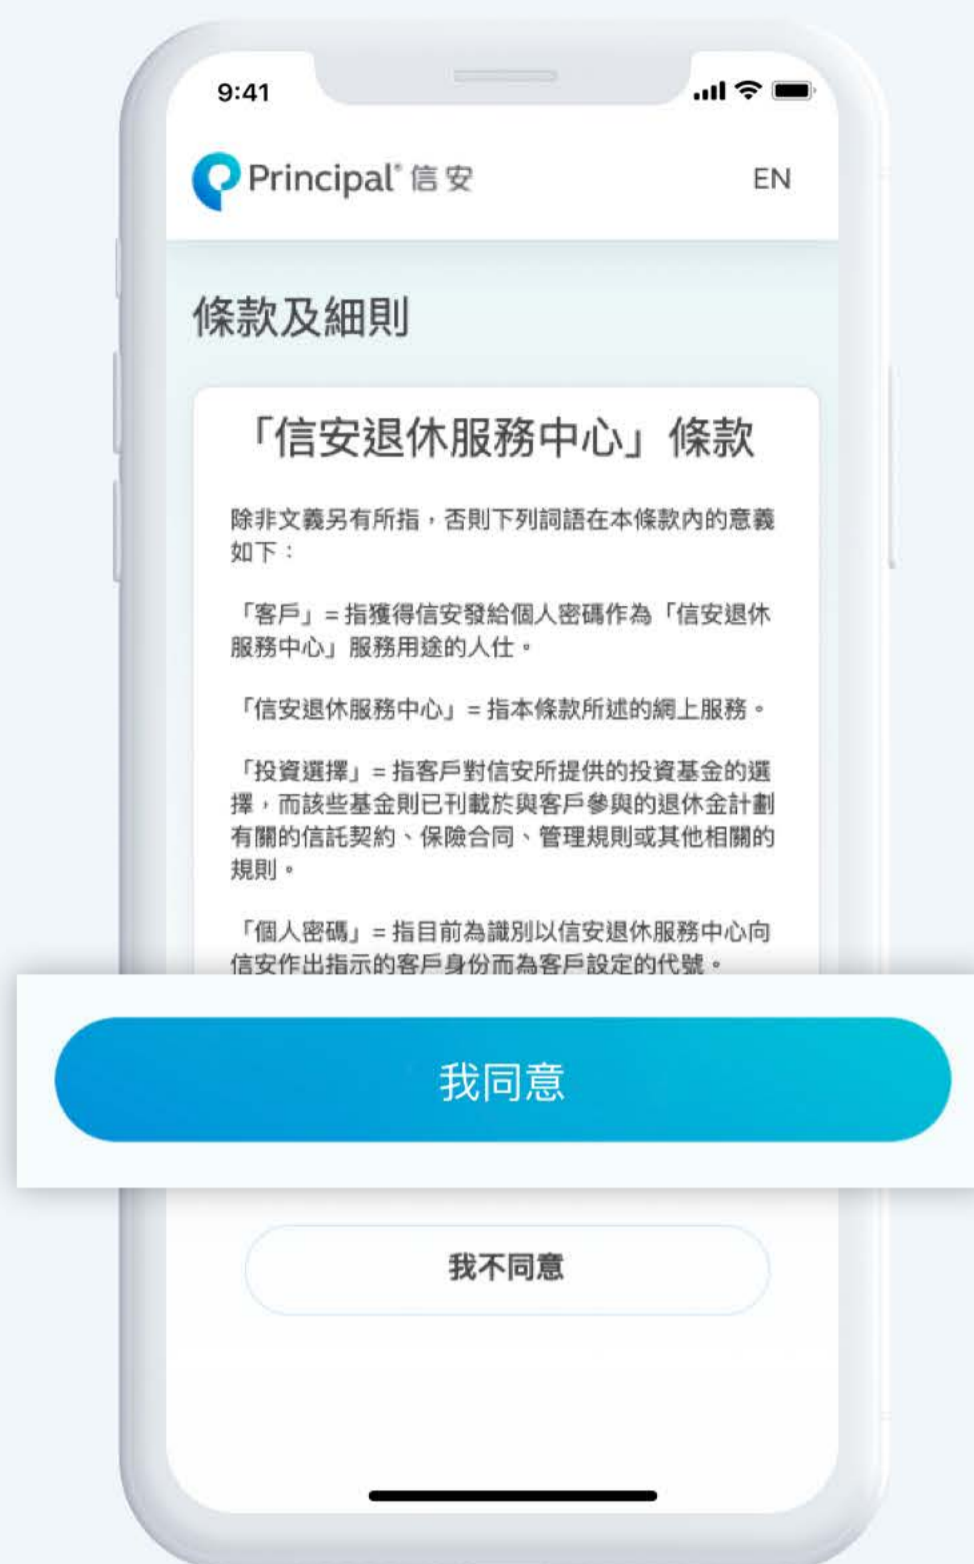 9:41
Principal® 信安
EN
條款及細則
「信安退休服務中心」條款
除非文義另有所指，否則下列詞語在本條款內的意義
如下：
「客戶」= 指獲得信安發給個人密碼作為「信安退休
服務中心」服務用途的人仕。
「信安退休服務中心」= 指本條款所述的網上服務。
「投資選擇」= 指客戶對信安所提供的投資基金的選
擇，而該些基金則已刊載於與客戶參與的退休金計劃
有關的信託契約、保險合同、管理規則或其他相關的
規則。
「個人密碼」= 指目前為識別以信安退休服務中心向
信安作出指示的客戶身份而為客戶設定的代號。
我同意
我不同意